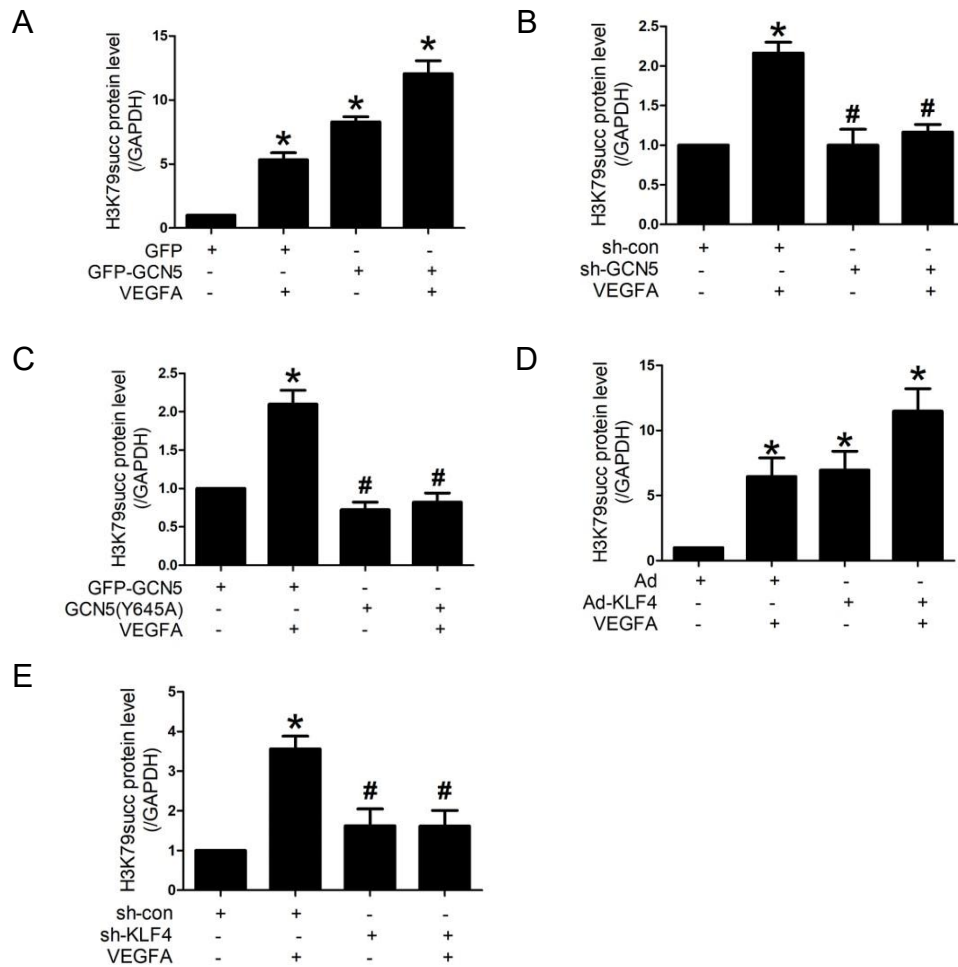 A
H3K79succ protein level
(/GAPDH)
15
10
5
0
*
*
*
GFP + + - -
GFP-GCN5 - - + +
VEGFA - + - +
B
H3K79succ protein level
(/GAPDH)
2.5
2.0
1.5
1.0
0.5
0.0
*
#
#
sh-con + + - -
sh-GCN5 - - + +
VEGFA - + - +
C
H3K79succ protein level
(/GAPDH)
2.5
2.0
1.5
1.0
0.5
0.0
*
#
#
GFP-GCN5 + + - -
GCN5(Y645A) - - + +
VEGFA - + - +
D
H3K79succ protein level
(/GAPDH)
15
10
5
0
*
*
*
Ad + + - -
Ad-KLF4 - - + +
VEGFA - + - +
E
H3K79succ protein level
(/GAPDH)
5
4
3
2
1
0
*
#
#
sh-con + + - -
sh-KLF4 - - + +
VEGFA - + - +